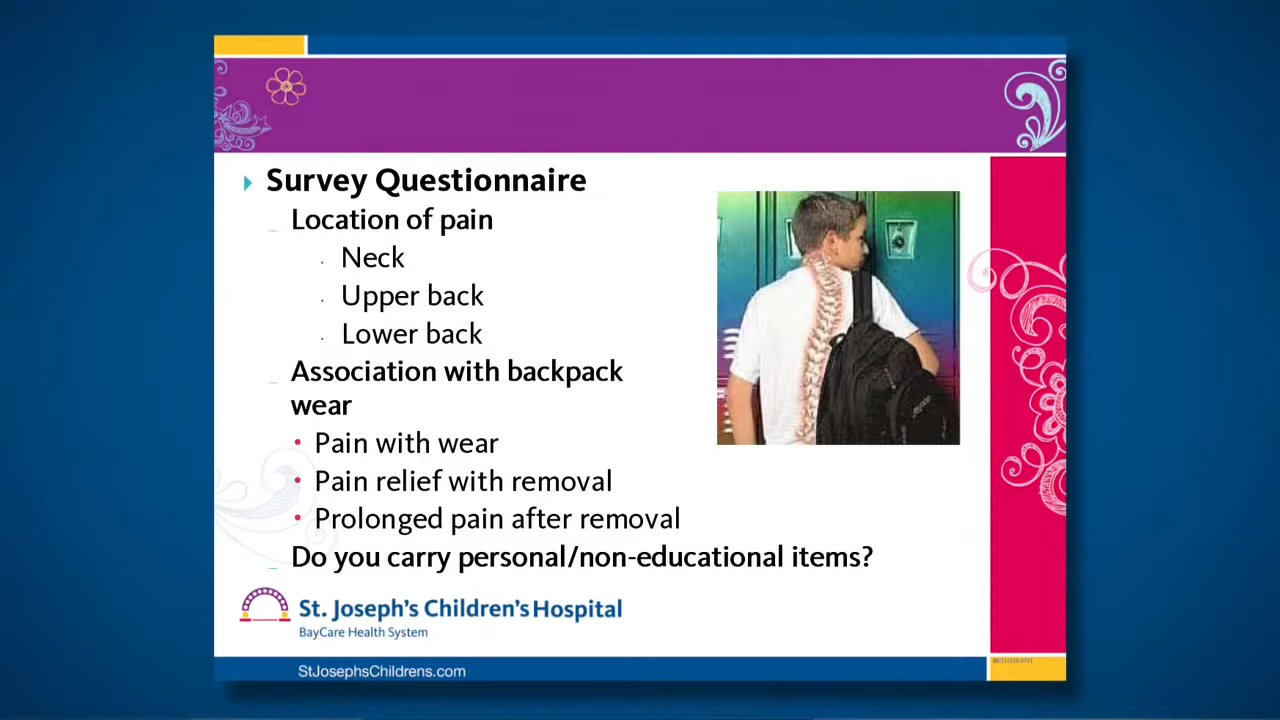 Survey Questionnaire
Location of pain
Neck
Upper back
Lower back
Association with backpack
wear
Pain with wear
Pain relief with removal
Prolonged pain after removal
Do you carry personal/non-educational items?
St. Joseph's Children's Hospital
BayCare Health System
StJosephsChildrens.com